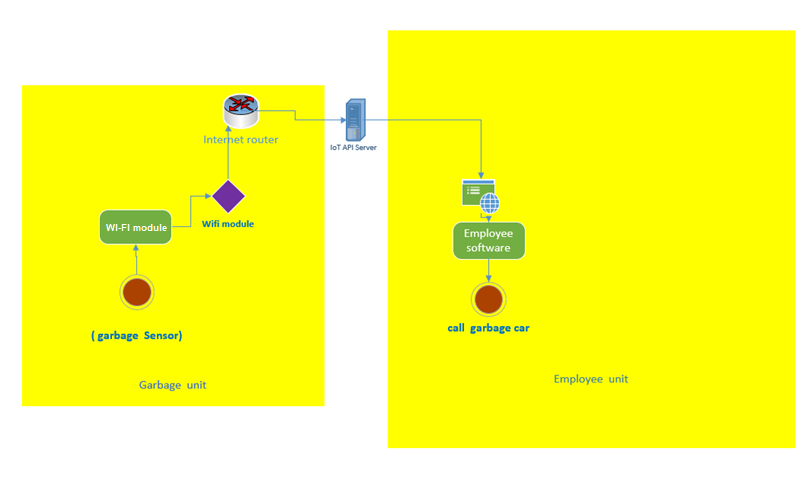 Internet router
IoT API Server
WI-FI module
Wifi module
( garbage Sensor)
Garbage unit
Employee
software
call garbage car
Employee unit